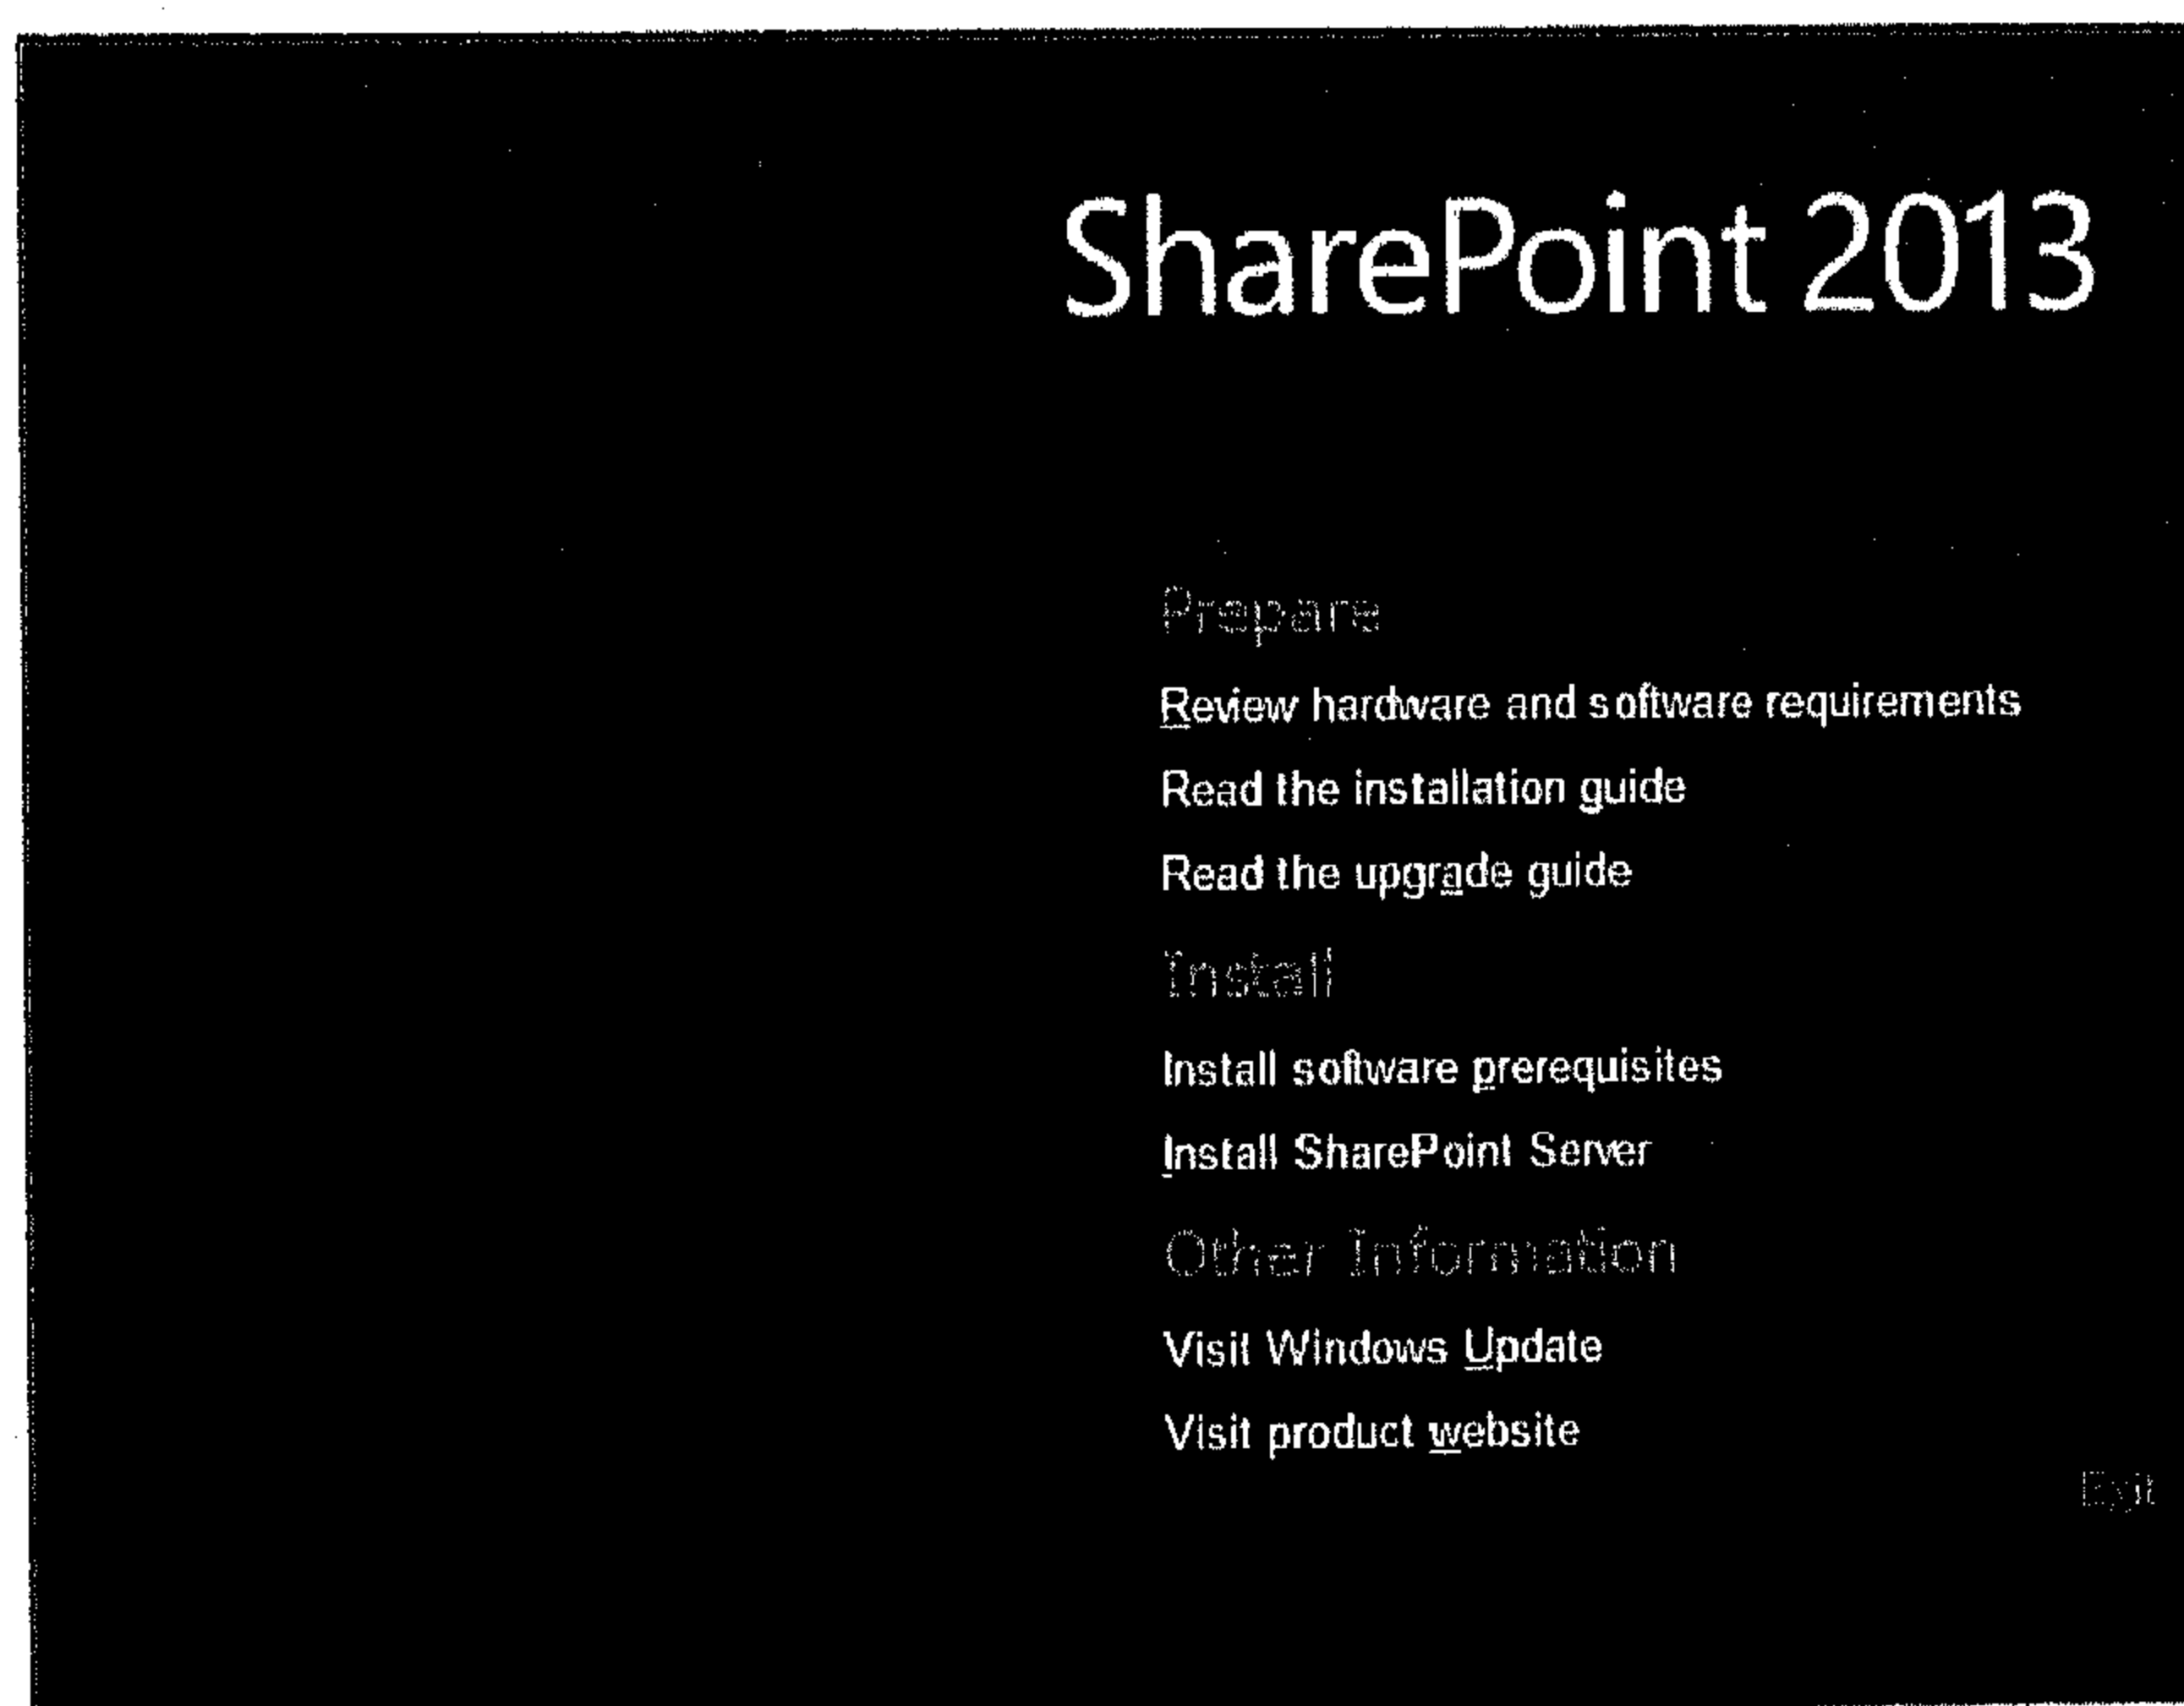 SharePoint 2013
Prepare
Review hardware and software requirements
Read the installation guide
Read the upgrade guide
Install
Install software prerequisites
Install SharePoint Server
Other Information
Visit Windows Update
Visit product website
Exit